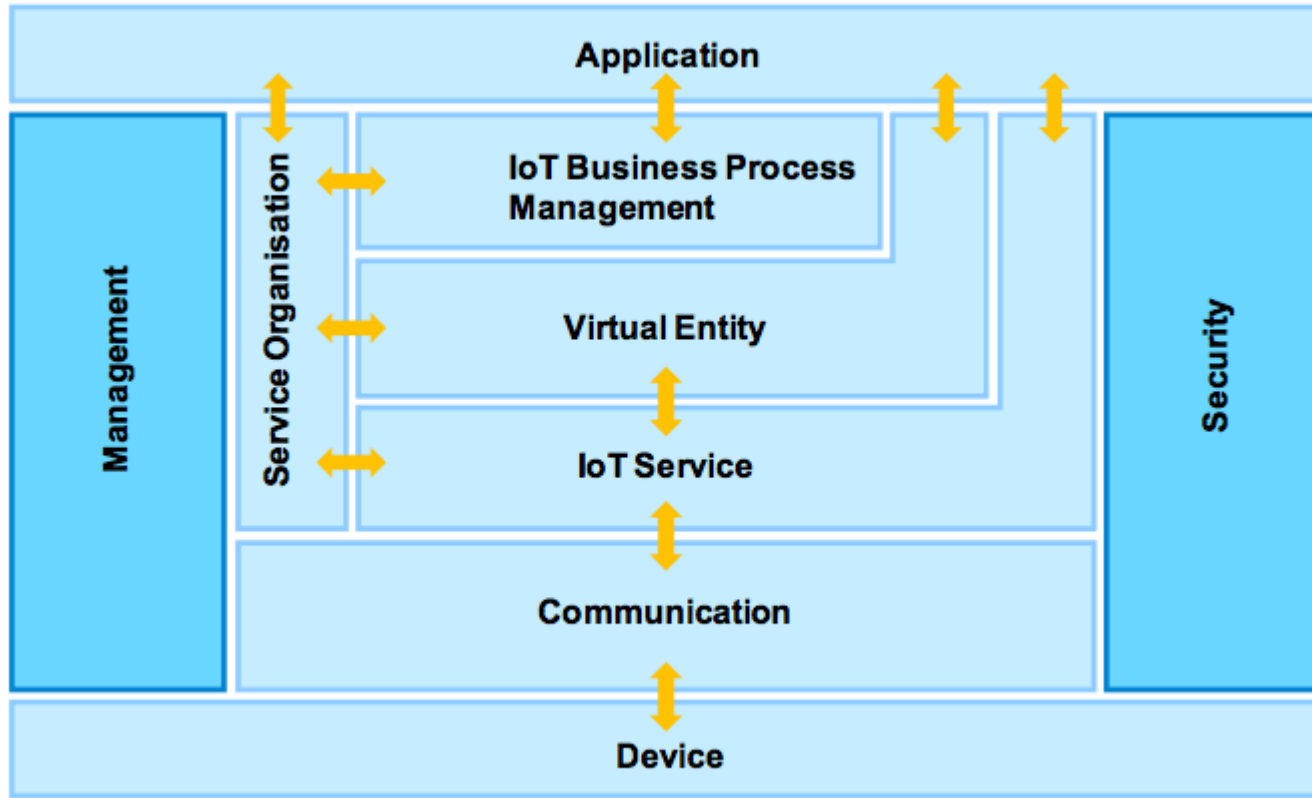 Application
Management
Service Organisation
IoT Business Process
Management
Virtual Entity
IoT Service
Security
Communication
Device